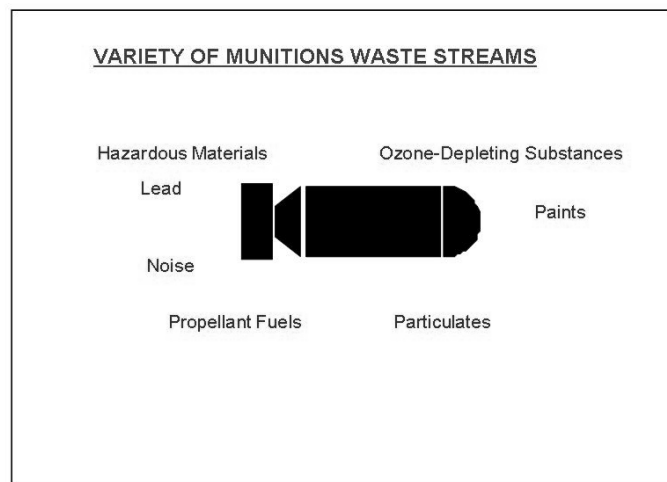 VARIETY OF MUNITIONS WASTE STREAMS
Hazardous Materials
Ozone-Depleting Substances
Lead
Paints
Noise
Propellant Fuels
Particulates